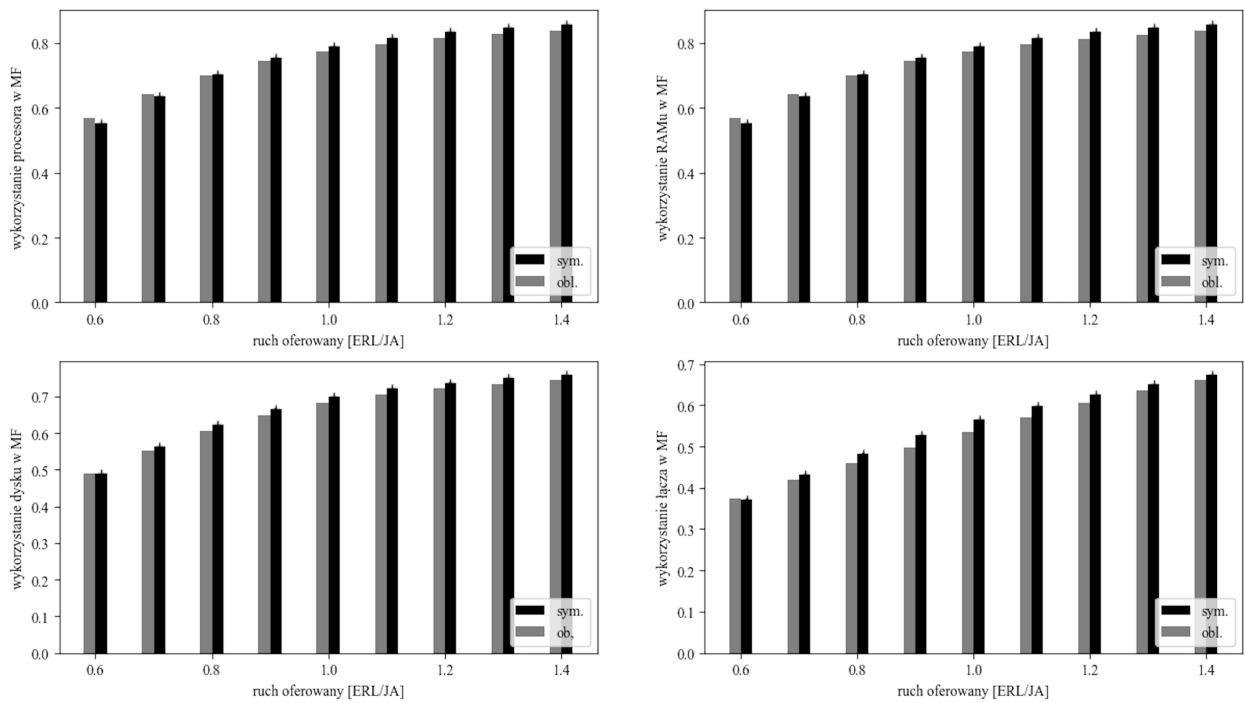 wykorzystanie procesora w MF
0.8
0.6
0.4
0.2
0.0
sym.
obl.
0.6 0.8 1.0 1.2 1.4
ruch oferowany [ERL/JA]
wykorzystanie RAMu w MF
0.8
0.6
0.4
0.2
0.0
sym.
obl.
0.6 0.8 1.0 1.2 1.4
ruch oferowany [ERL/JA]
wykorzystanie dysku w MF
0.7
0.6
0.5
0.4
0.3
0.2
0.1
0.0
sym.
ob,
0.6 0.8 1.0 1.2 1.4
ruch oferowany [ERL/JA]
wykorzystanie łącza w MF
0.7
0.6
0.5
0.4
0.3
0.2
0.1
0.0
sym.
obl.
0.6 0.8 1.0 1.2 1.4
ruch oferowany [ERL/JA]